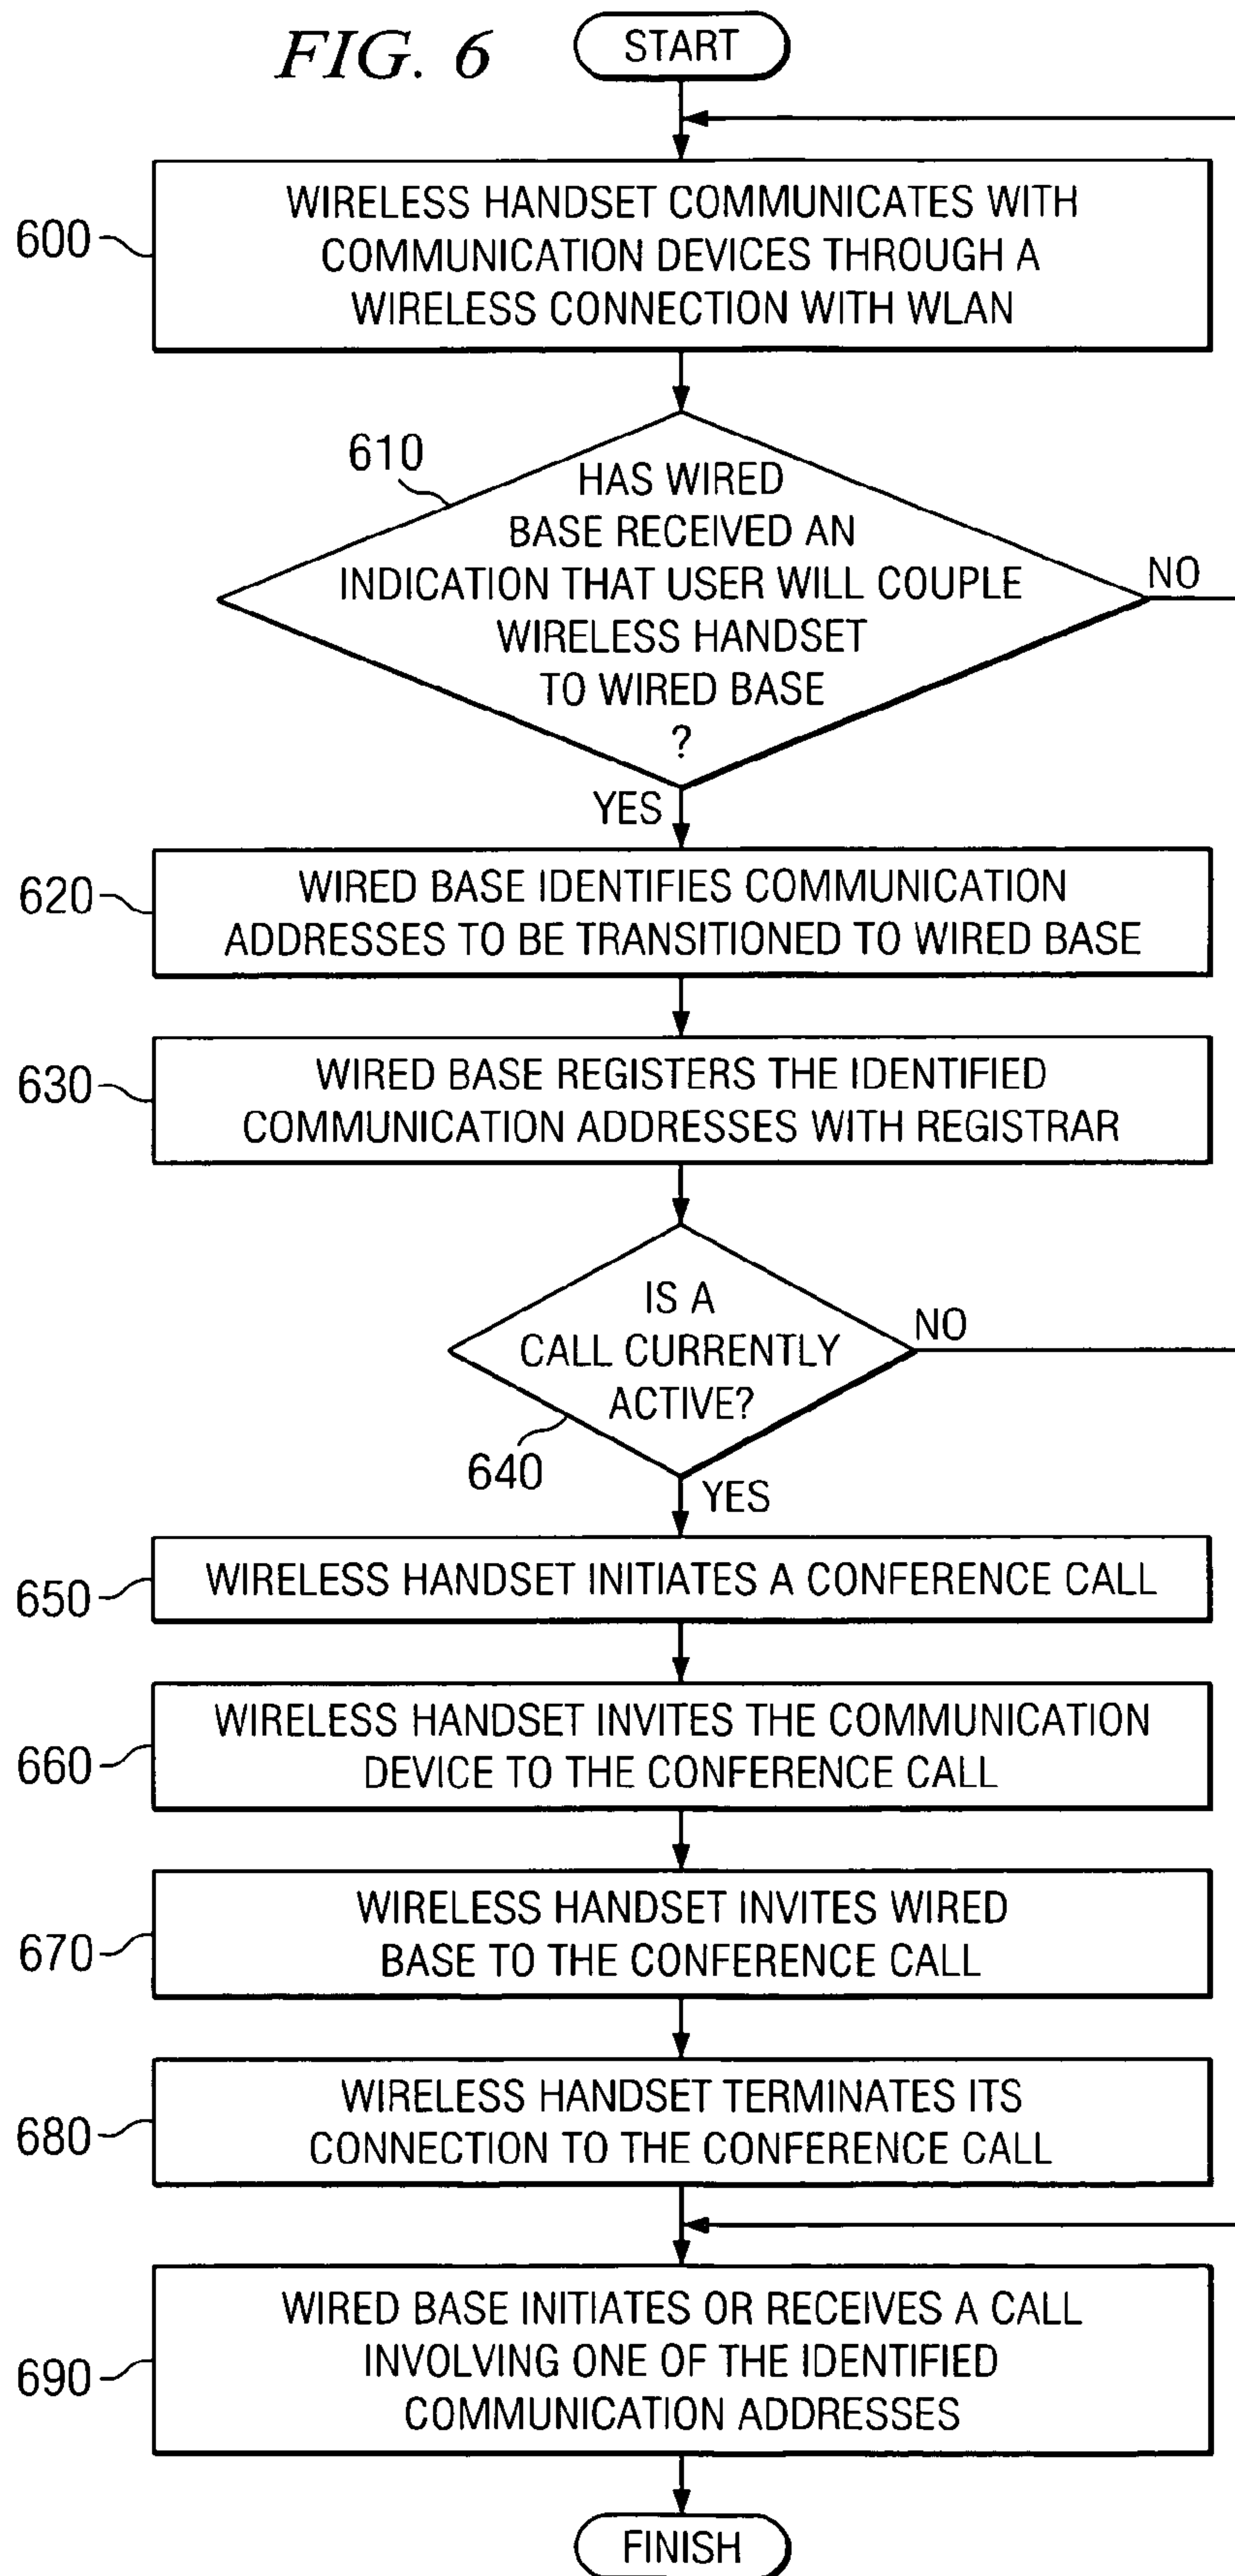 FIG. 6
START
600
WIRELESS HANDSET COMMUNICATES WITH
COMMUNICATION DEVICES THROUGH A
WIRELESS CONNECTION WITH WLAN
610
HAS WIRED
BASE RECEIVED AN
INDICATION THAT USER WILL COUPLE
WIRELESS HANDSET
TO WIRED BASE
?
NO
YES
620
WIRED BASE IDENTIFIES COMMUNICATION
ADDRESSES TO BE TRANSITIONED TO WIRED BASE
630
WIRED BASE REGISTERS THE IDENTIFIED
COMMUNICATION ADDRESSES WITH REGISTRAR
IS A
CALL CURRENTLY
ACTIVE?
NO
640
YES
650
WIRELESS HANDSET INITIATES A CONFERENCE CALL
660
WIRELESS HANDSET INVITES THE COMMUNICATION
DEVICE TO THE CONFERENCE CALL
670
WIRELESS HANDSET INVITES WIRED
BASE TO THE CONFERENCE CALL
680
WIRELESS HANDSET TERMINATES ITS
CONNECTION TO THE CONFERENCE CALL
690
WIRED BASE INITIATES OR RECEIVES A CALL
INVOLVING ONE OF THE IDENTIFIED
COMMUNICATION ADDRESSES
FINISH